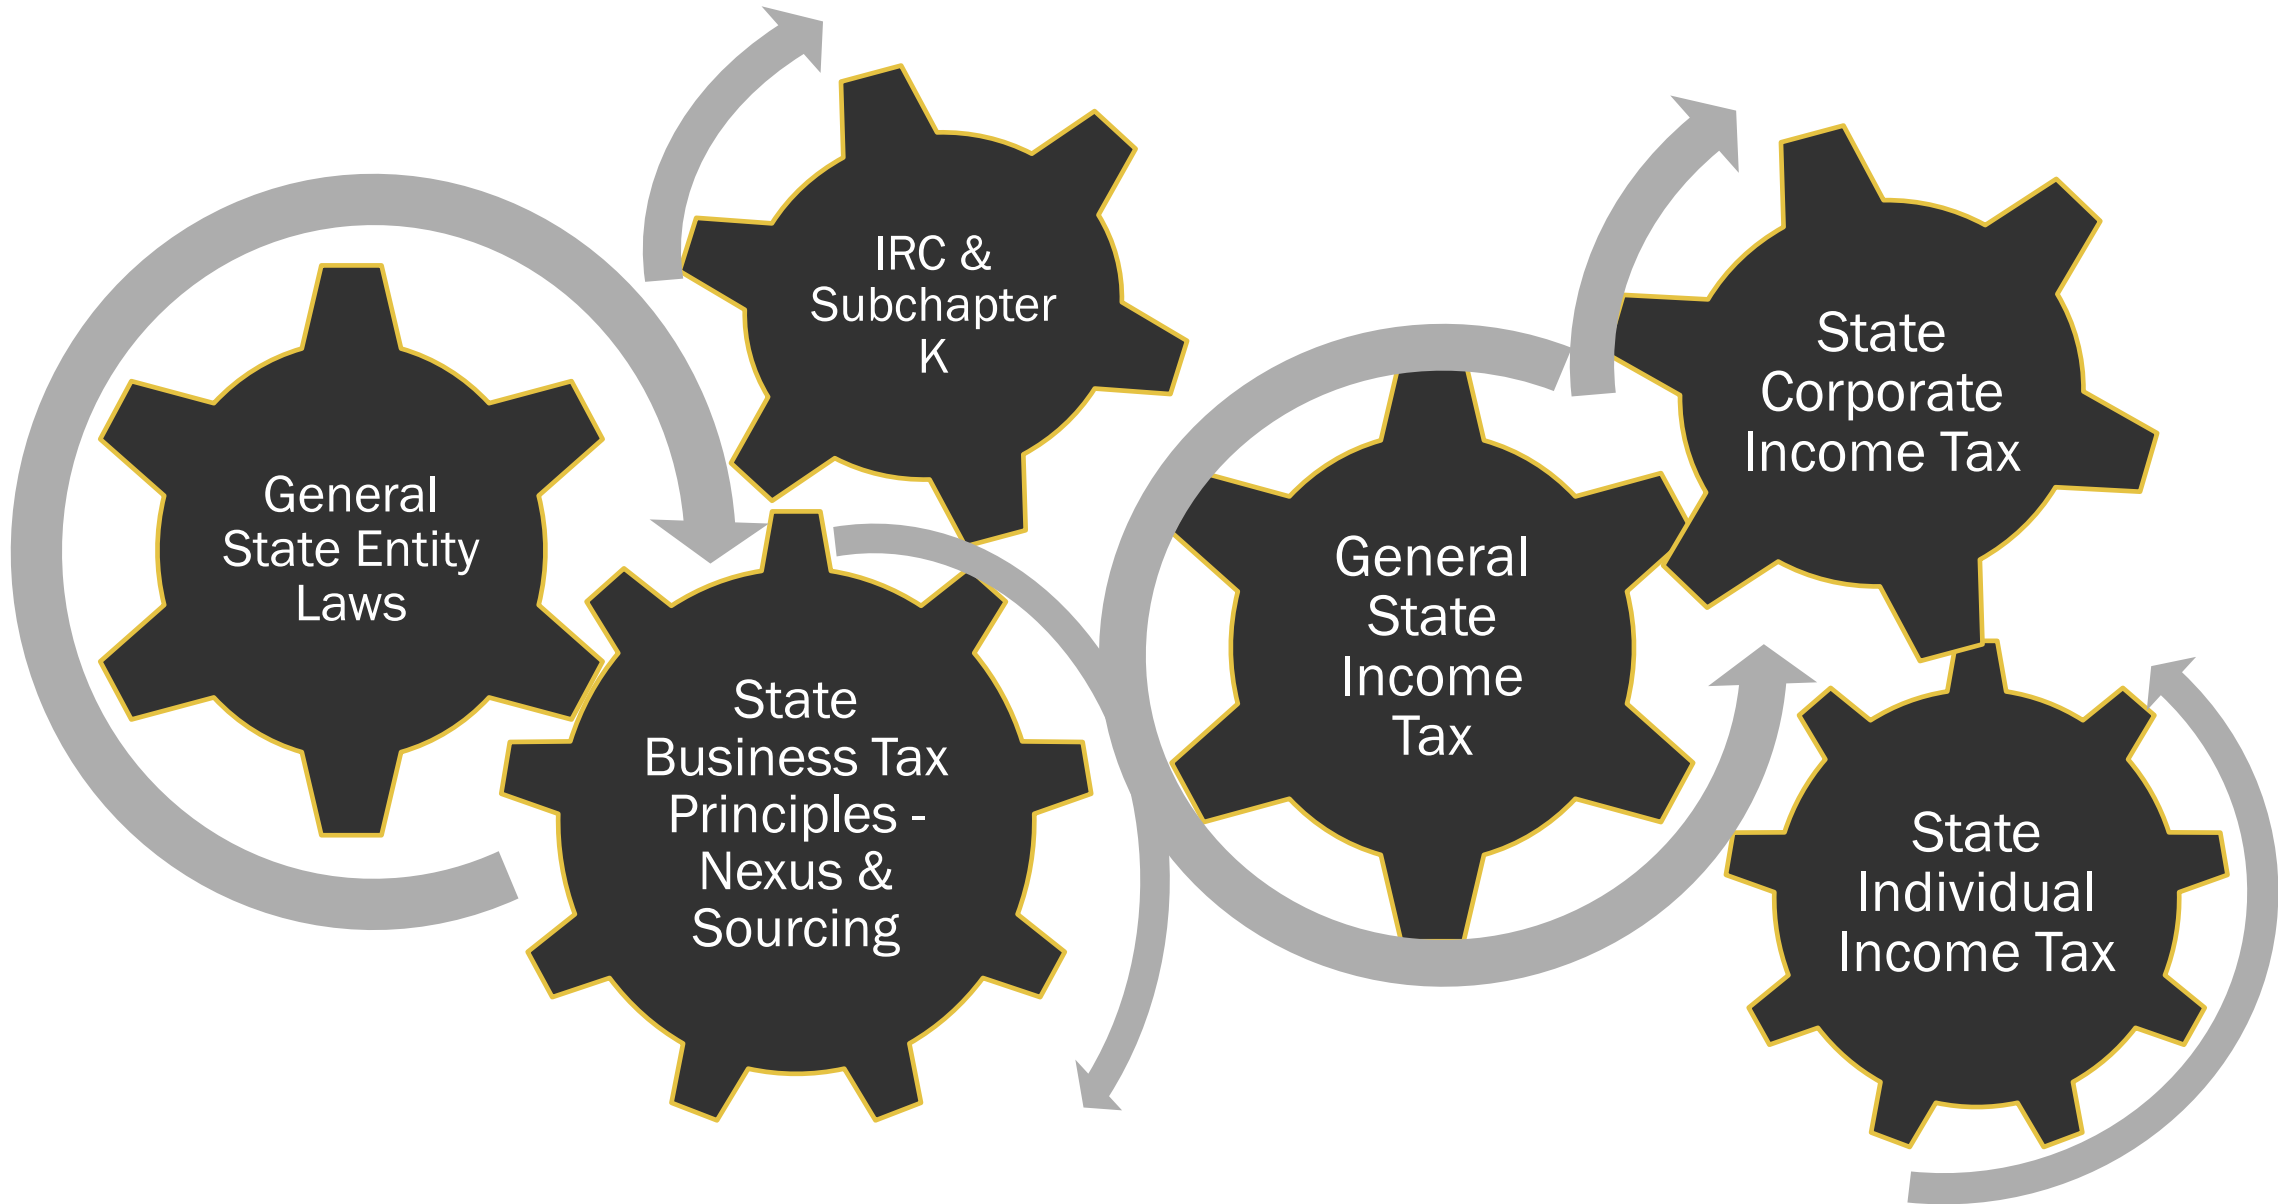 General
State Entity
Laws
IRC &
Subchapter
K
State
Business Tax
Principles -
Nexus &
Sourcing
General
State
Income
Tax
State
Corporate
Income Tax
State
Individual
Income Tax